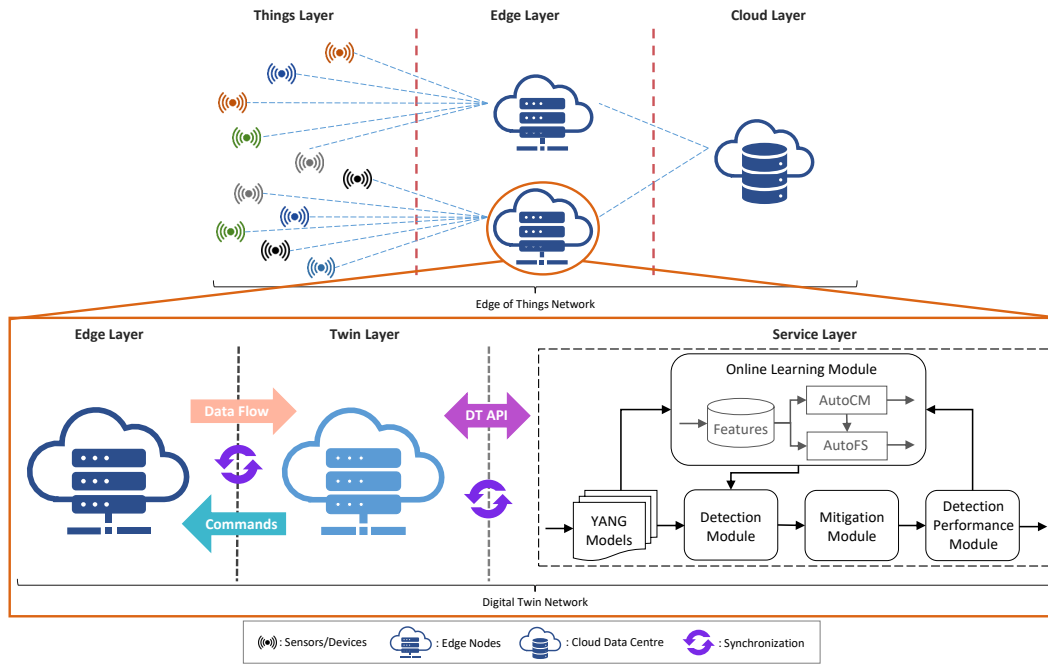 Things Layer
Edge Layer
Cloud Layer
Edge of Things Network
Edge Layer
Twin Layer
Service Layer
Data Flow
Commands
DT API
Online Learning Module
Features
AutoCM
AutoFS
YANG
Models
Detection
Module
Mitigation
Module
Detection
Performance
Module
Digital Twin Network
: Sensors/Devices
: Edge Nodes
: Cloud Data Centre
: Synchronization